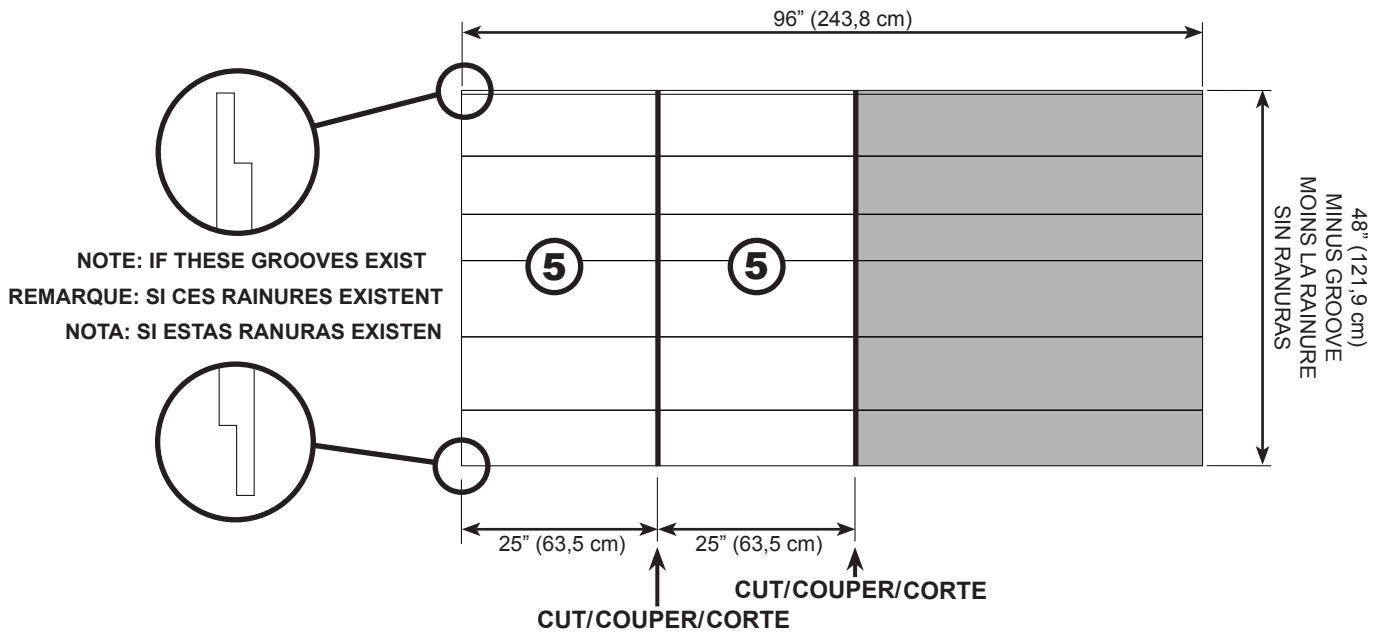 96” (243,8 cm)
NOTE: IF THESE GROOVES EXIST
REMARQUE: SI CES RAINURES EXISTENT
NOTA: SI ESTAS RANURAS EXISTEN
5
5
48” (121,9 cm)
MINUS GROOVE
MOINS LA RAINURE
SIN RANURAS
25” (63,5 cm)
25” (63,5 cm)
CUT/COUPER/CORTE
CUT/COUPER/CORTE